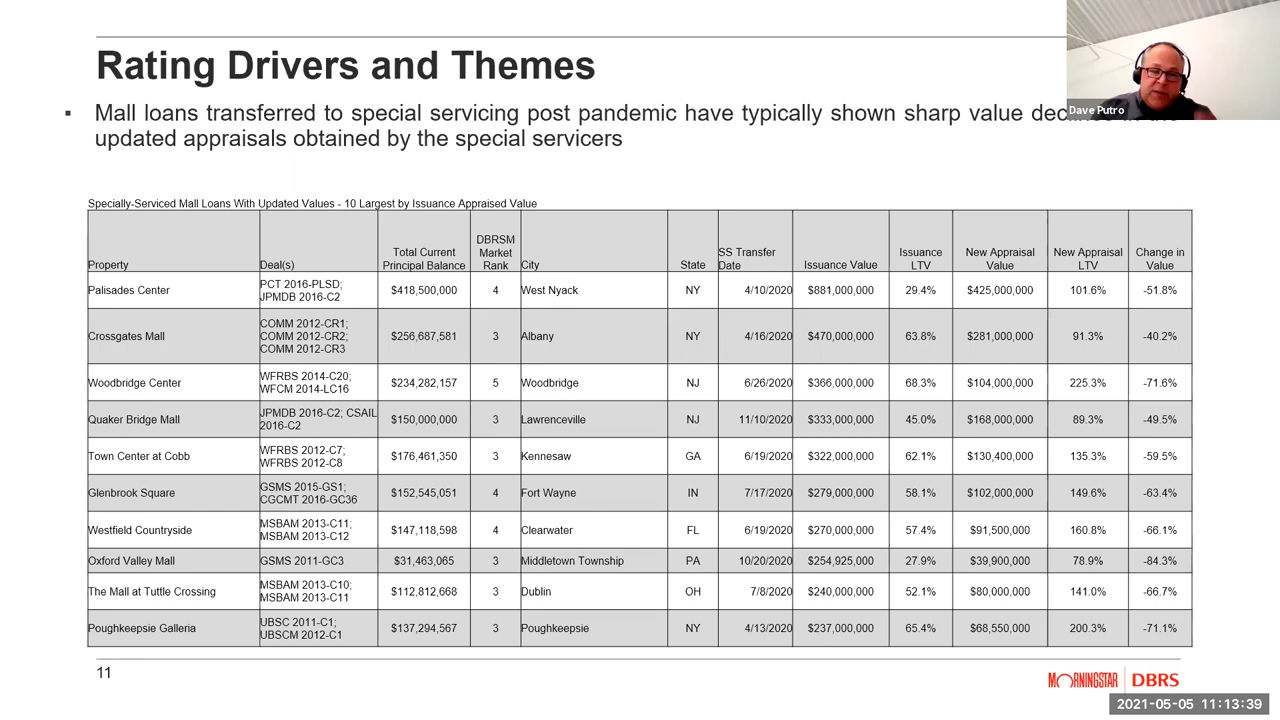 Rating Drivers and Themes
▪ Mall loans transferred to special servicing post pandemic have typically shown sharp value
updated appraisals obtained by the special servicers
Dave Putro
Specially-Serviced Mall Loans With Updated Values - 10 Largest by Issuance Appraised Value
Property Deal(s) Total Current Principal Balance DBRSM Market Rank City State SS Transfer Date Issuance Value Issuance LTV New Appraisal Value New Appraisal LTV Change in Value
Palisades Center PCT 2016-PLSD; JPMDB 2016-C2 $418,500,000 4 West Nyack NY 4/10/2020 $881,000,000 29.4% $425,000,000 101.6% -51.8%
Crossgates Mall COMM 2012-CR1; COMM 2012-CR2; COMM 2012-CR3 $256,687,581 3 Albany NY 4/16/2020 $470,000,000 63.8% $281,000,000 91.3% -40.2%
Woodbridge Center WFRBS 2014-C20; WFCM 2014-LC16 $234,282,157 5 Woodbridge NJ 6/26/2020 $366,000,000 68.3% $104,000,000 225.3% -71.6%
Quaker Bridge Mall JPMDB 2016-C2; CSAIL 2016-C2 $150,000,000 3 Lawrenceville NJ 11/10/2020 $333,000,000 45.0% $168,000,000 89.3% -49.5%
Town Center at Cobb WFRBS 2012-C7; WFRBS 2012-C8 $176,461,350 3 Kennesaw GA 6/19/2020 $322,000,000 62.1% $130,400,000 135.3% -59.5%
Glenbrook Square GSMS 2015-GS1; CGCMT 2016-GC36 $152,545,051 4 Fort Wayne IN 7/17/2020 $279,000,000 58.1% $102,000,000 149.6% -63.4%
Westfield Countryside MSBAM 2013-C11; MSBAM 2013-C12 $147,118,598 4 Clearwater FL 6/19/2020 $270,000,000 57.4% $91,500,000 160.8% -66.1%
Oxford Valley Mall GSMS 2011-GC3 $31,463,065 3 Middletown Township PA 10/20/2020 $254,925,000 27.9% $39,900,000 78.9% -84.3%
The Mall at Tuttle Crossing MSBAM 2013-C10; MSBAM 2013-C11 $112,812,668 3 Dublin OH 7/8/2020 $240,000,000 52.1% $80,000,000 141.0% -66.7%
Poughkeepsie Galleria UBSC 2011-C1; UBSCM 2012-C1 $137,294,567 3 Poughkeepsie NY 4/13/2020 $237,000,000 65.4% $68,550,000 200.3% -71.1%
11
MORNINGSTAR DBRS
2021-05-05 11:13:39